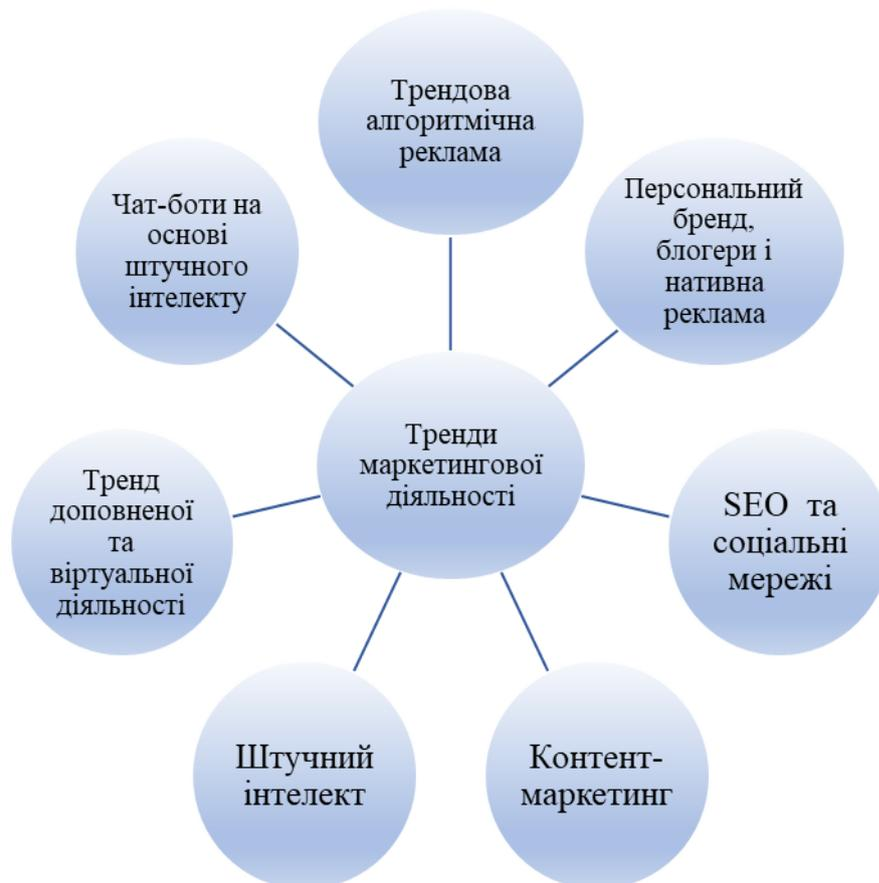 Трендова
алгоритмічна
реклама
Чат-боти на
основі
штучного
інтелекту
Персональний
бренд,
блогери і
нативна
реклама
Тренди
маркетингової
діяльності
Тренд
доповненої
та
віртуальної
діяльності
SEO та
соціальні
мережі
Штучний
інтелект
Контент-
маркетинг